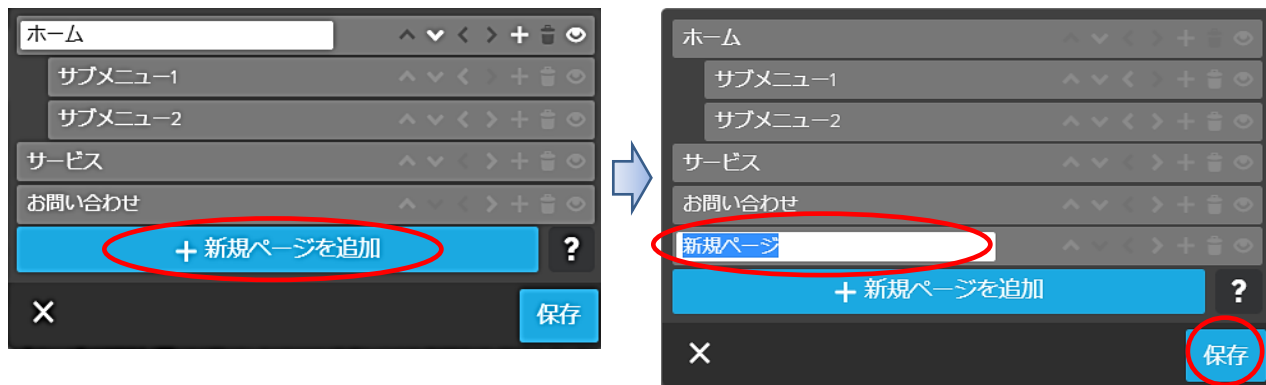 ホーム
サブメニュー1
サブメニュー2
サービス
お問い合わせ
+ 新規ページを追加
?
× 保存
ホーム
サブメニュー1
サブメニュー2
サービス
お問い合わせ
新規ページ
+ 新規ページを追加
?
× 保存